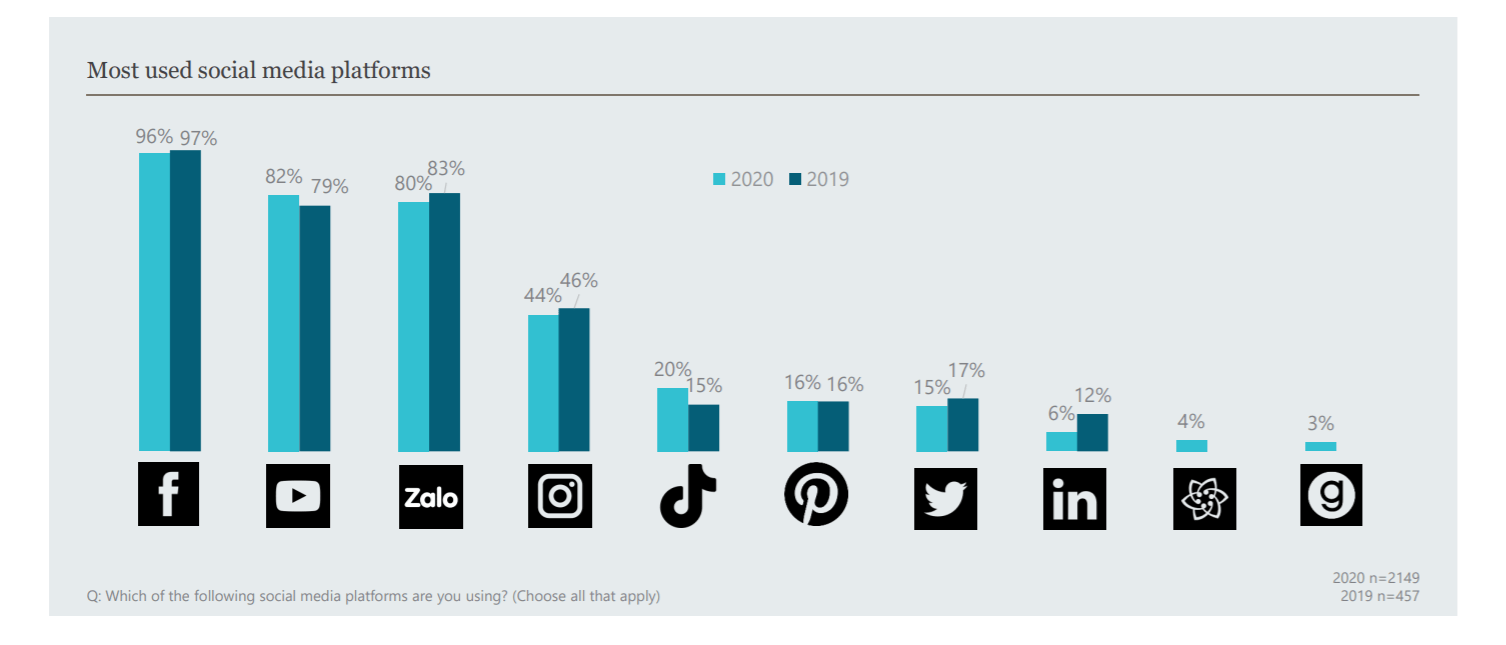 Most used social media platforms
96% 97%
82% 79%
80% 83%
44% 46%
20% 15%
16% 16%
15% 17%
6% 12%
4%
3%
2020 2019
f
Zalo
in
g
Q: Which of the following social media platforms are you using? (Choose all that apply)
2020 n=2149
2019 n=457